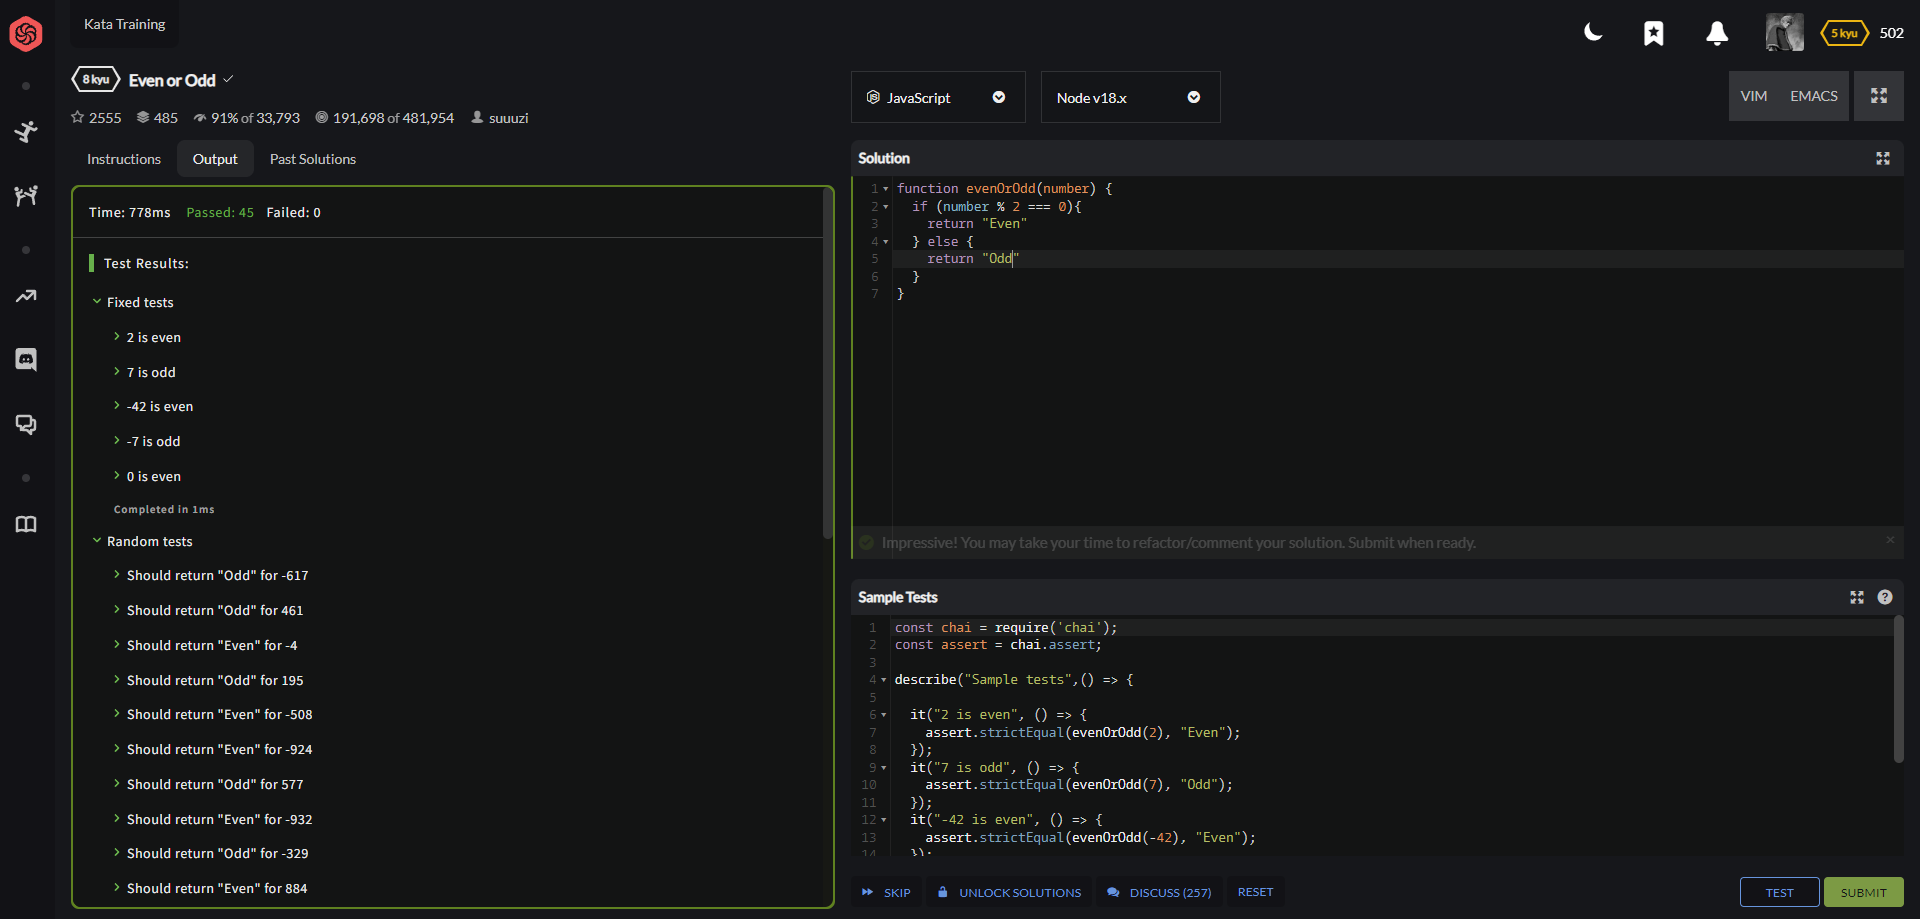 Kata Training
5 kyu 502
8 kyu Even or Odd
2555 485 91% of 33,793 191,698 of 481,954 suuuzi
Instructions Output Past Solutions
Time: 778ms Passed: 45 Failed: 0
Test Results:
Fixed tests
2 is even
7 is odd
-42 is even
-7 is odd
0 is even
Completed in 1ms
Random tests
Should return "Odd" for -617
Should return "Odd" for 461
Should return "Even" for -4
Should return "Odd" for 195
Should return "Even" for -508
Should return "Even" for -924
Should return "Odd" for 577
Should return "Even" for -932
Should return "Odd" for -329
Should return "Even" for 884
JavaScript Node v18.x VIM EMACS
Solution
1 function evenOrOdd(number) {
2 if (number % 2 === 0){
3 return "Even"
4 } else {
5 return "Odd"
6 }
7 }
Impressive! You may take your time to refactor/comment your solution. Submit when ready.
Sample Tests
1 const chai = require('chai');
2 const assert = chai.assert;
3
4 describe("Sample tests",() => {
5
6 it("2 is even", () => {
7 assert.strictEqual(evenOrOdd(2), "Even");
8 });
9 it("7 is odd", () => {
10 assert.strictEqual(evenOrOdd(7), "Odd");
11 });
12 it("-42 is even", () => {
13 assert.strictEqual(evenOrOdd(-42), "Even");
14 });
SKIP UNLOCK SOLUTIONS DISCUSS (257) RESET TEST SUBMIT